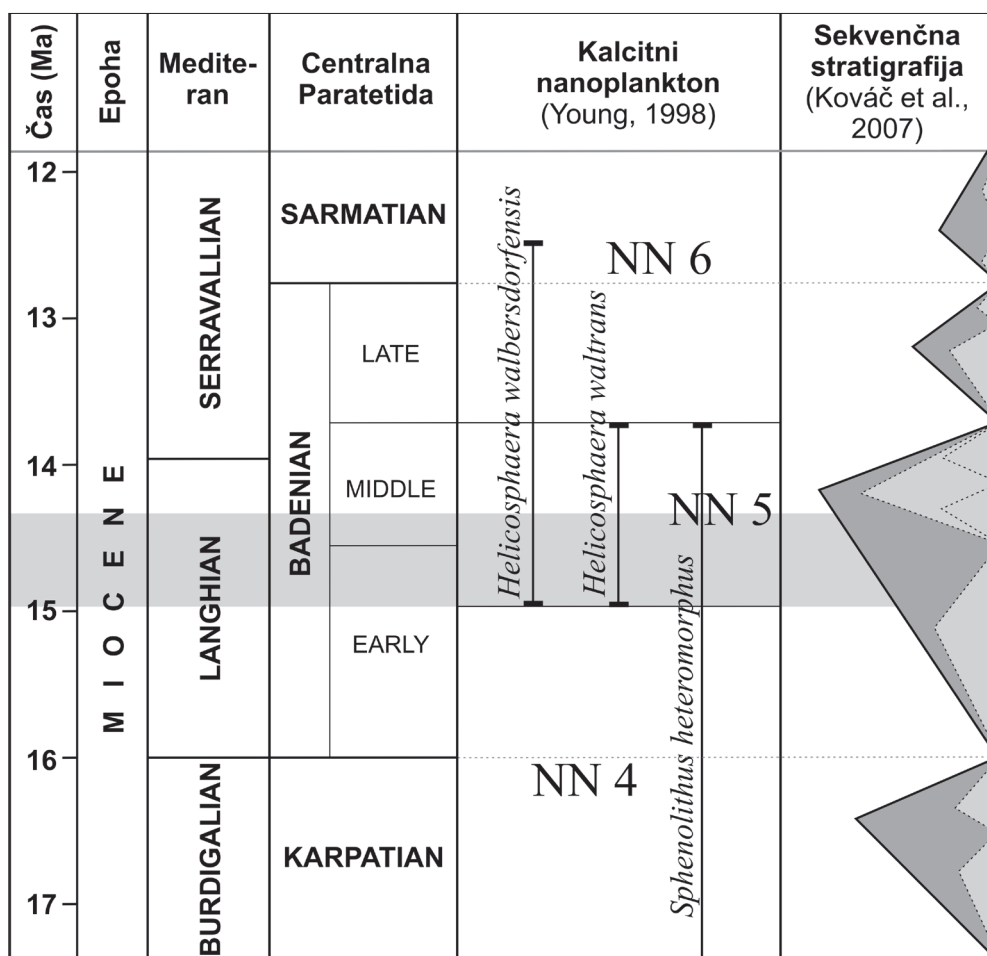 Čas (Ma)
Epoha
Medite-
ran
Centralna
Paratetida
Kalcitni
nanoplankton
(Young, 1998)
Sekvenčna
stratigrafija
(Kováč et al.,
2007)
12
13
14
15
16
17
MIOCENE
SERRAVALLIAN
LANGHIAN
BURDIGALIAN
SARMATIAN
BADENIAN
LATE
MIDDLE
EARLY
KARPATIAN
Helicosphaera walbersdorfensis
Helicosphaera waltrans
Sphenolithus heteromorphus
NN 6
NN 5
NN 4